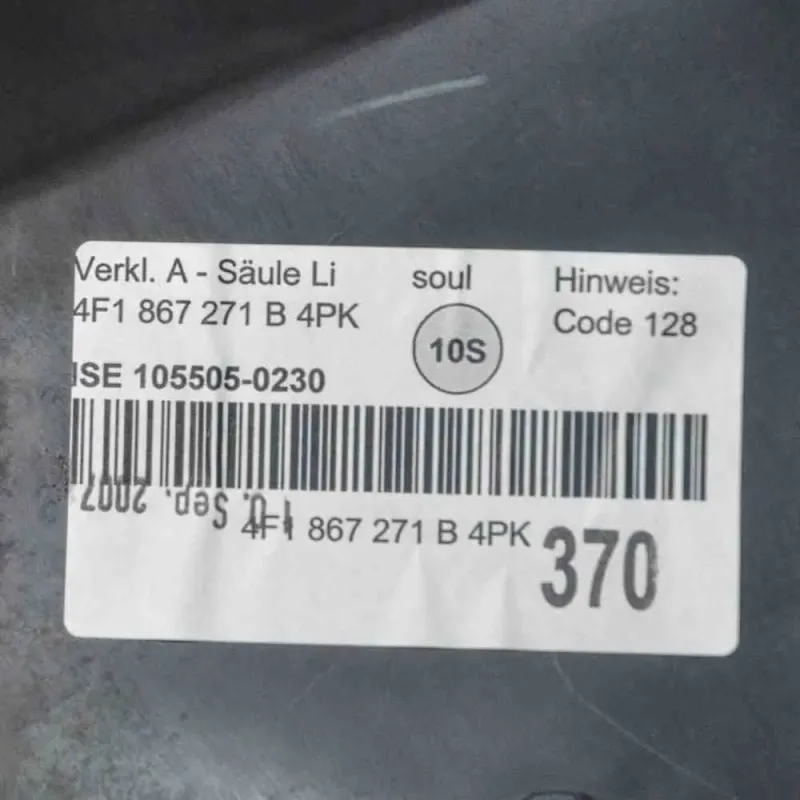 Verkl. A - Säule Li
4F1 867 271 B 4PK
soul
10S
Hinweis:
Code 128
ISE 105505-0230
10. Sep. 2007
4F1 867 271 B 4PK
370